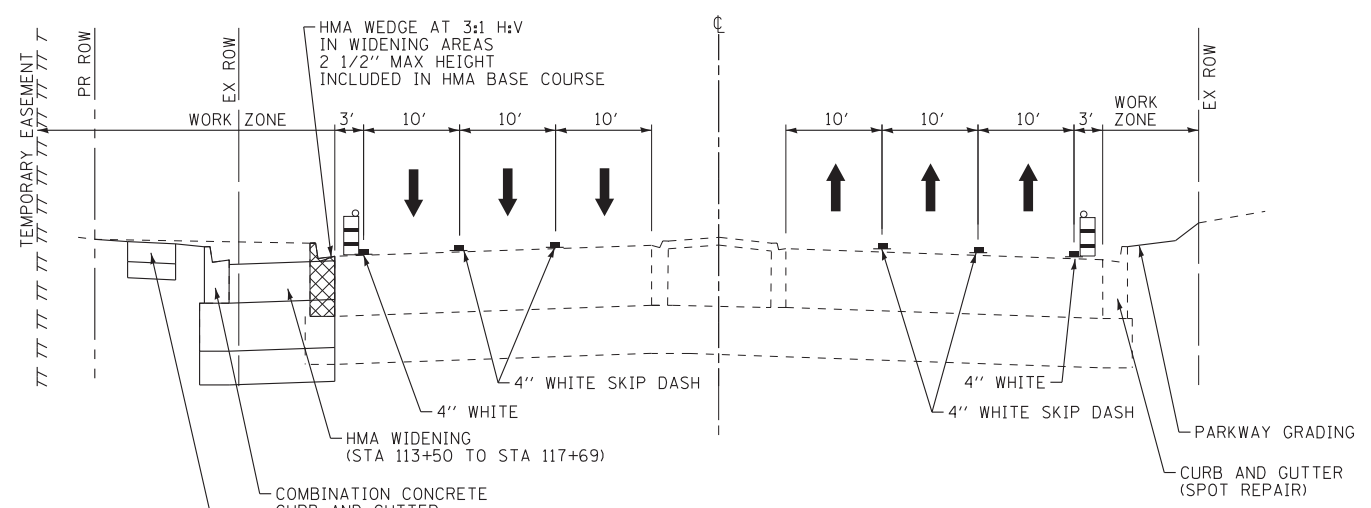 HMA WEDGE AT 3:1 H:V
IN WIDENING AREAS
2 1/2" MAX HEIGHT
INCLUDED IN HMA BASE COURSE
℄
TEMPORARY EASEMENT
PR ROW
EX ROW
WORK ZONE
3'
10'
10'
10'
10'
10'
10'
3'
WORK
ZONE
EX ROW
4" WHITE SKIP DASH
4" WHITE
4" WHITE
4" WHITE SKIP DASH
HMA WIDENING
(STA 113+50 TO STA 117+69)
PARKWAY GRADING
CURB AND GUTTER
(SPOT REPAIR)
COMBINATION CONCRETE
CURB AND GUTTER